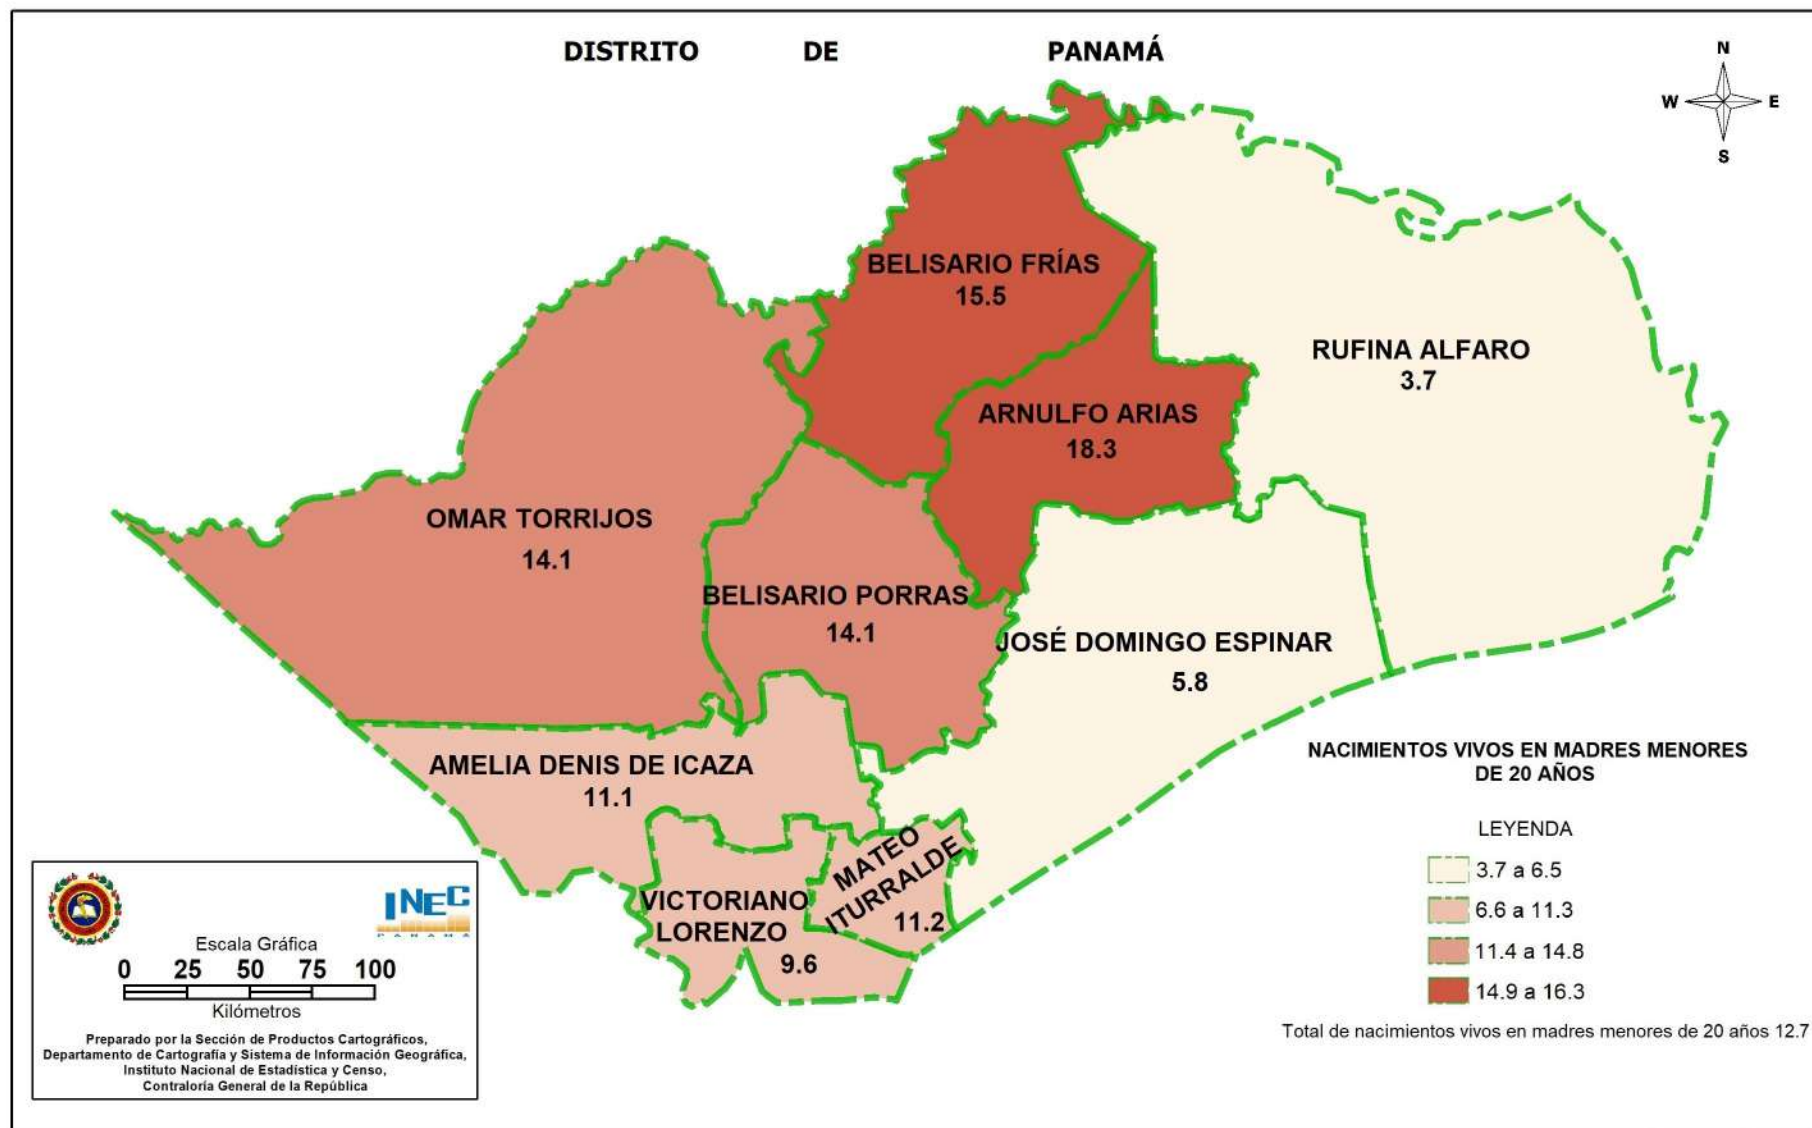 DISTRITO DE PANAMÁ
N
W E
S
BELISARIO FRÍAS
15.5
RUFINA ALFARO
3.7
ARNULFO ARIAS
18.3
OMAR TORRIJOS
14.1
BELISARIO PORRAS
14.1
JOSÉ DOMINGO ESPINAR
5.8
AMELIA DENIS DE ICAZA
11.1
MATEO
ITURRALDE
11.2
VICTORIANO
LORENZO
9.6
NACIMIENTOS VIVOS EN MADRES MENORES
DE 20 AÑOS
LEYENDA
3.7 a 6.5
6.6 a 11.3
11.4 a 14.8
14.9 a 16.3
Total de nacimientos vivos en madres menores de 20 años 12.7
INEC
PANAMÁ
Escala Gráfica
0 25 50 75 100
Kilómetros
Preparado por la Sección de Productos Cartográficos,
Departamento de Cartografía y Sistema de Información Geográfica,
Instituto Nacional de Estadística y Censo,
Contraloría General de la República